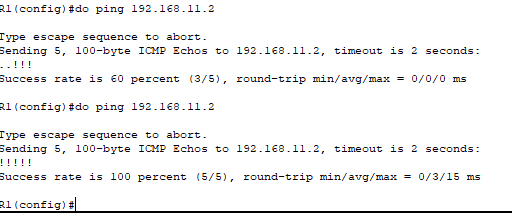 R1(config)#do ping 192.168.11.2
Type escape sequence to abort.
Sending 5, 100-byte ICMP Echos to 192.168.11.2, timeout is 2 seconds:
..!!!
Success rate is 60 percent (3/5), round-trip min/avg/max = 0/0/0 ms
R1(config)#do ping 192.168.11.2
Type escape sequence to abort.
Sending 5, 100-byte ICMP Echos to 192.168.11.2, timeout is 2 seconds:
!!!!!
Success rate is 100 percent (5/5), round-trip min/avg/max = 0/3/15 ms
R1(config)#